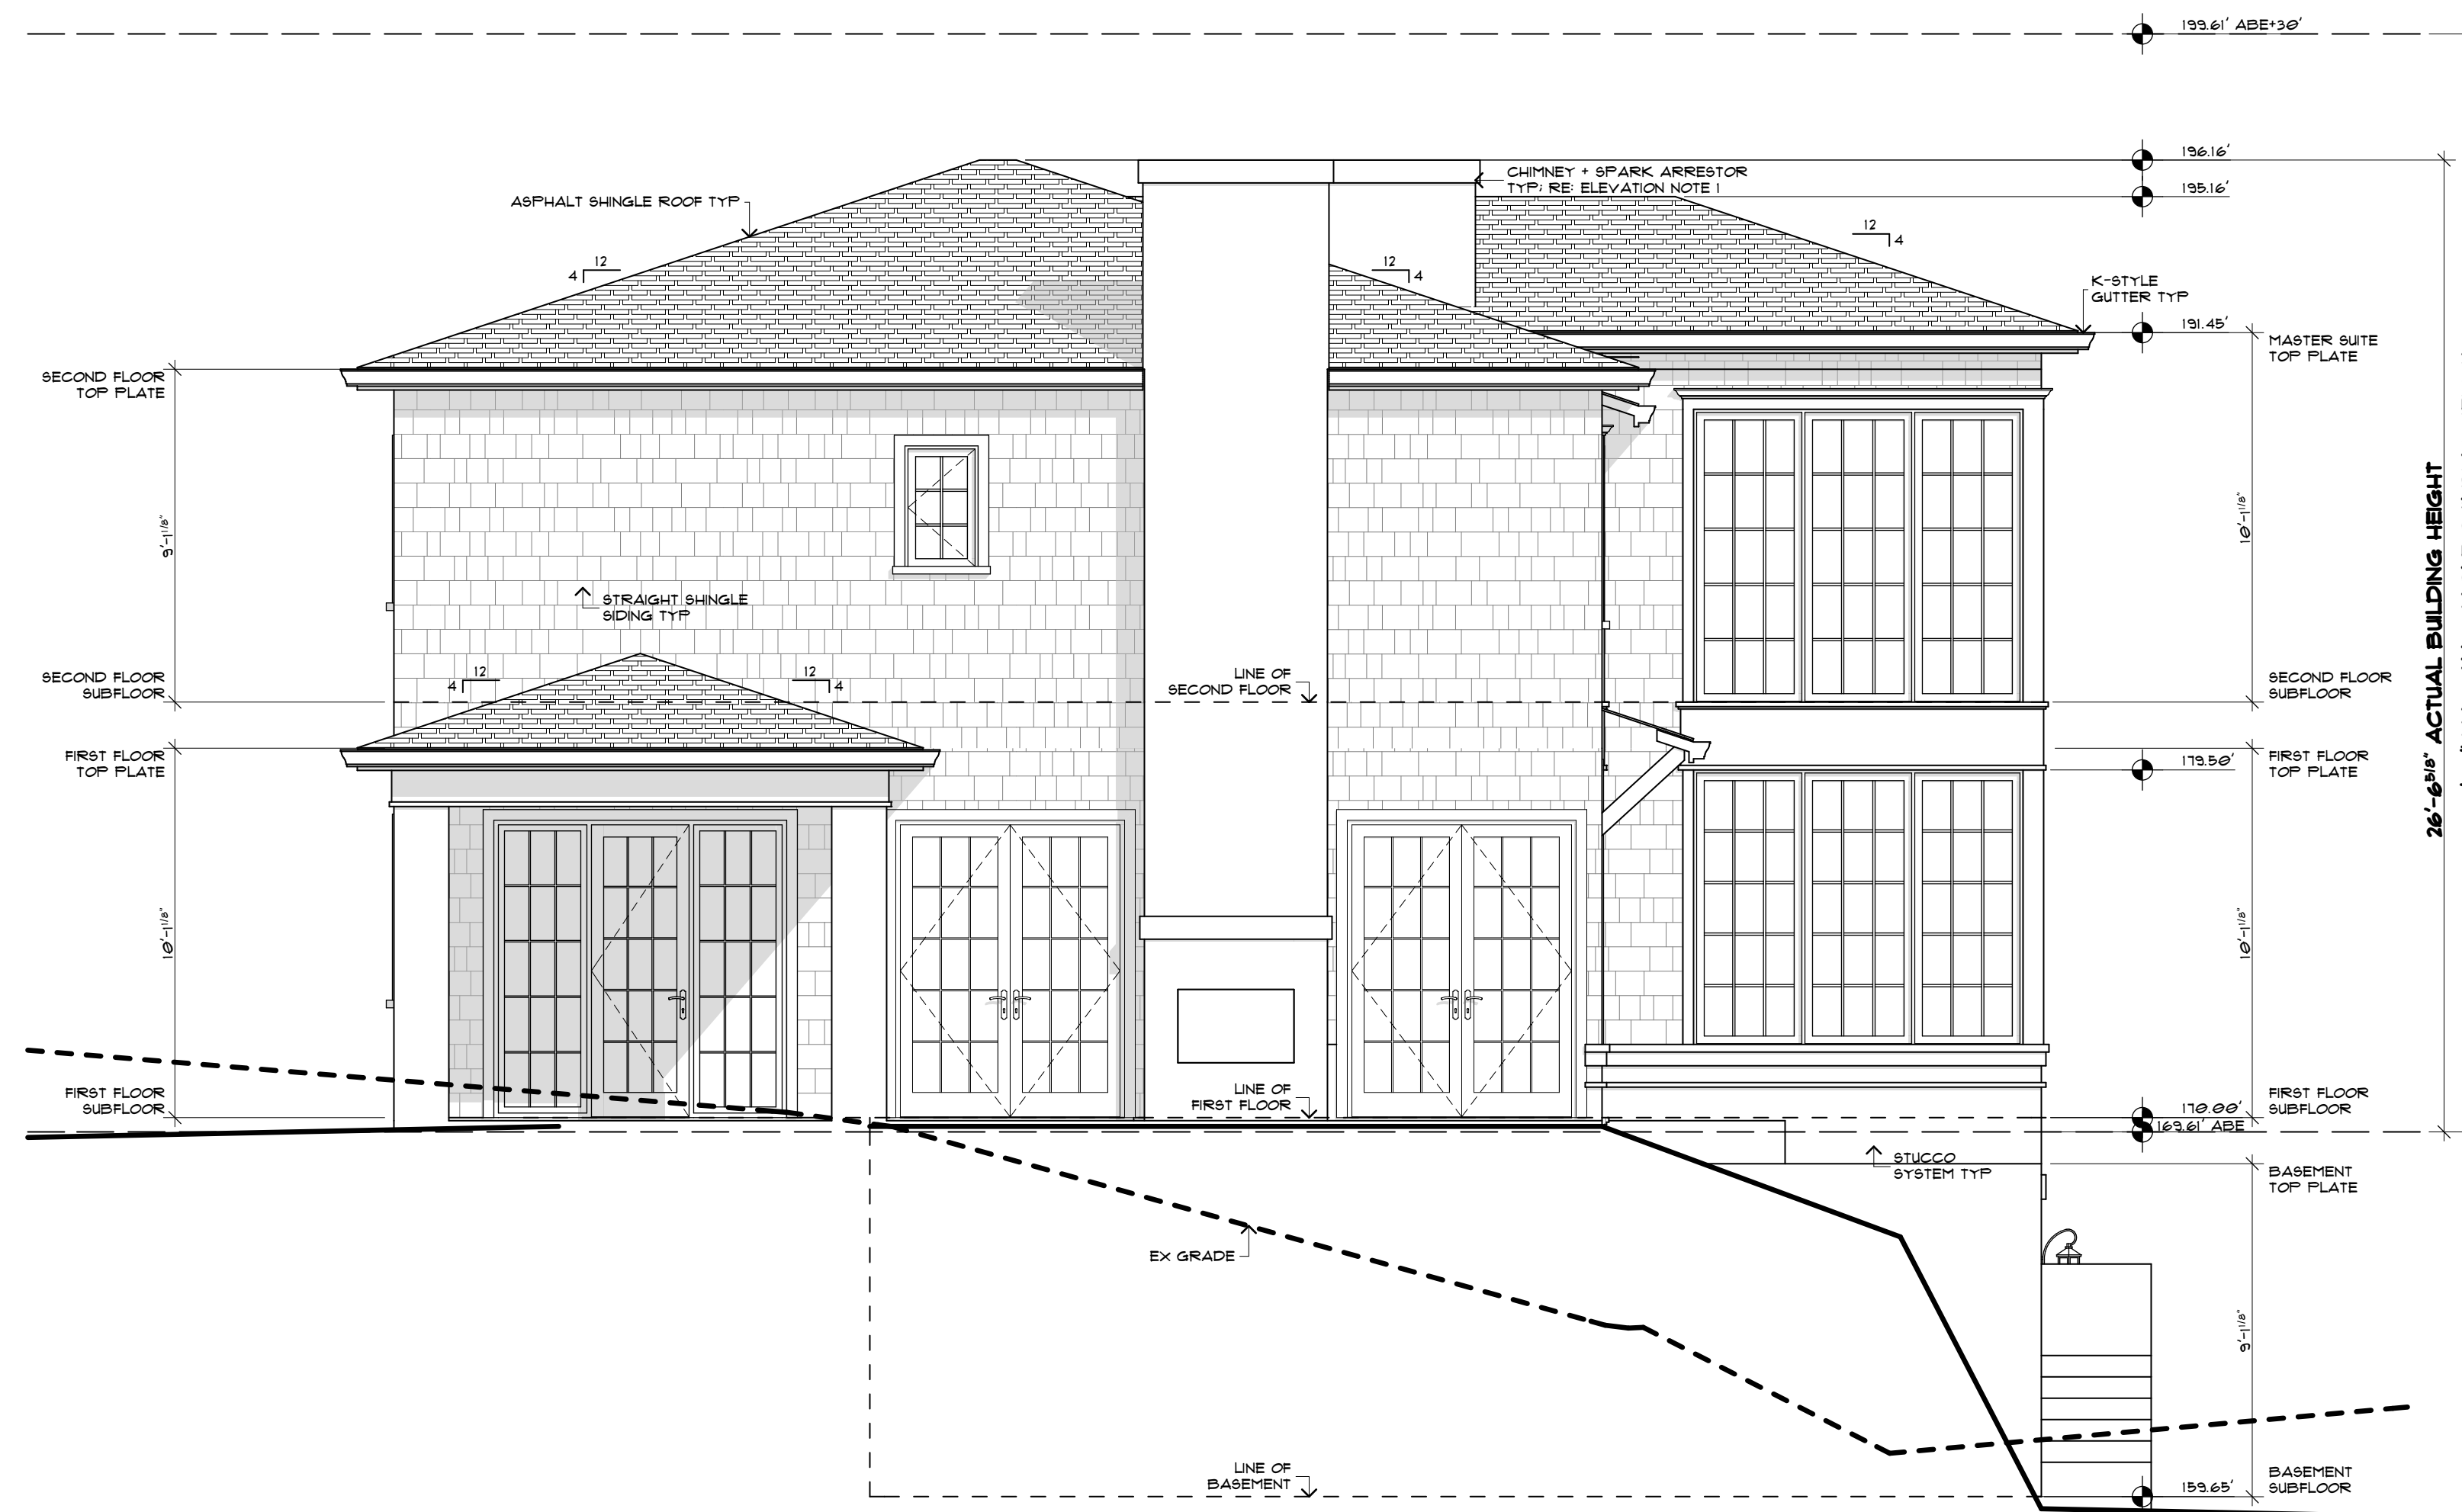 199.61' ABE+30'
196.16'
CHIMNEY + SPARK ARRESTOR
TYP; RE: ELEVATION NOTE 1
195.16'
ASPHALT SHINGLE ROOF TYP
12
4
12
4
12
4
K-STYLE
GUTTER TYP
191.45'
MASTER SUITE
TOP PLATE
SECOND FLOOR
TOP PLATE
9'-1 1/8"
10'-1 1/8"
26'-6 5/8" ACTUAL BUILDING HEIGHT
STRAIGHT SHINGLE
SIDING TYP
12
4
12
4
SECOND FLOOR
SUBFLOOR
LINE OF
SECOND FLOOR
SECOND FLOOR
SUBFLOOR
FIRST FLOOR
TOP PLATE
179.50'
FIRST FLOOR
TOP PLATE
10'-1 1/8"
10'-1 1/8"
FIRST FLOOR
SUBFLOOR
LINE OF
FIRST FLOOR
170.00'
FIRST FLOOR
SUBFLOOR
169.61' ABE
STUCCO
SYSTEM TYP
BASEMENT
TOP PLATE
EX GRADE
9'-1 1/8"
LINE OF
BASEMENT
159.65'
BASEMENT
SUBFLOOR